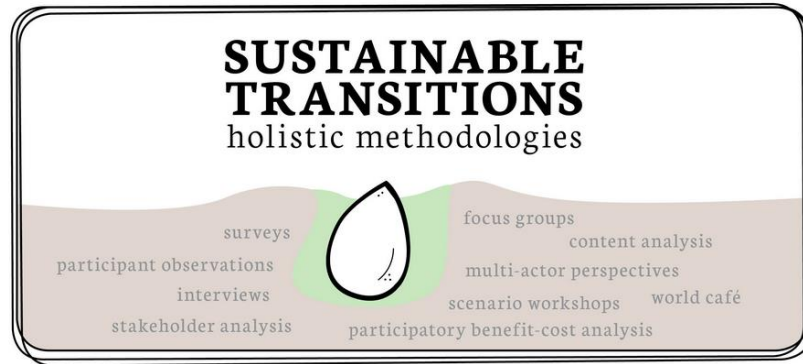 SUSTAINABLE
TRANSITIONS
holistic methodologies
surveys
participant observations
interviews
stakeholder analysis
focus groups
content analysis
multi-actor perspectives
scenario workshops
world café
participatory benefit-cost analysis